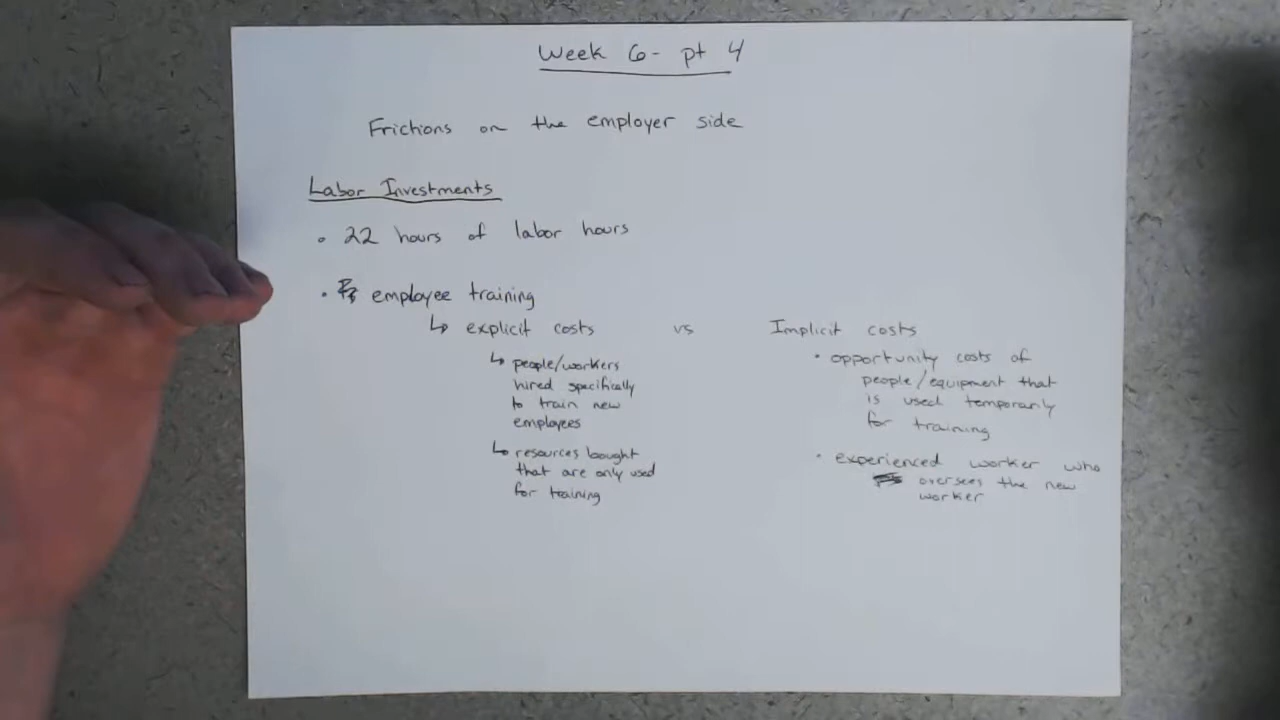 Week 6 - pt 4
Frictions on the employer side
Labor Investments
• 22 hours of labor hours
• employee training
↳ explicit costs vs Implicit costs
↳ people/workers
hired specifically
to train new
employees
↳ resources bought
that are only used
for training
• opportunity costs of
people/equipment that
is used temporarily
for training
• experienced worker who
oversees the new
worker